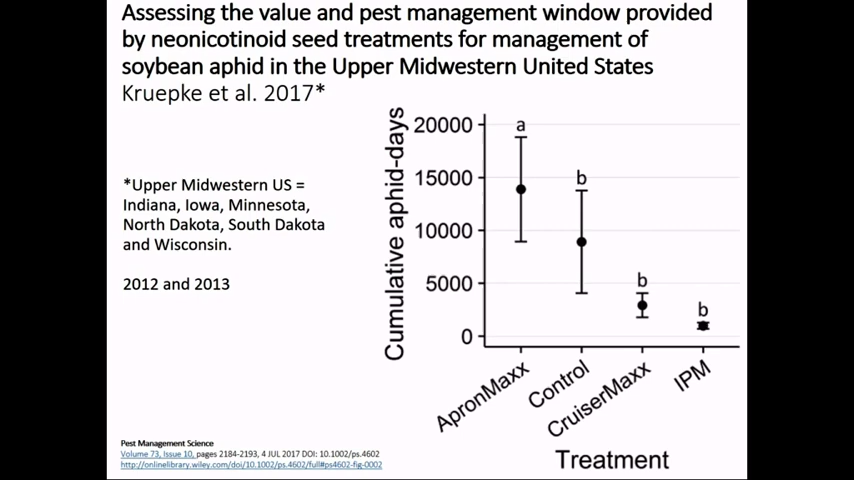 Assessing the value and pest management window provided
by neonicotinoid seed treatments for management of
soybean aphid in the Upper Midwestern United States
Kruepke et al. 2017*
*Upper Midwestern US =
Indiana, Iowa, Minnesota,
North Dakota, South Dakota
and Wisconsin.
2012 and 2013
Cumulative aphid-days
20000
15000
10000
5000
0
a
b
b
b
ApronMaxx
Control
CruiserMaxx
IPM
Treatment
Pest Management Science
Volume 73, Issue 10, pages 2184-2193, 4 JUL 2017 DOI: 10.1002/ps.4602
http://onlinelibrary.wiley.com/doi/10.1002/ps.4602/full#ps4602-fig-0002